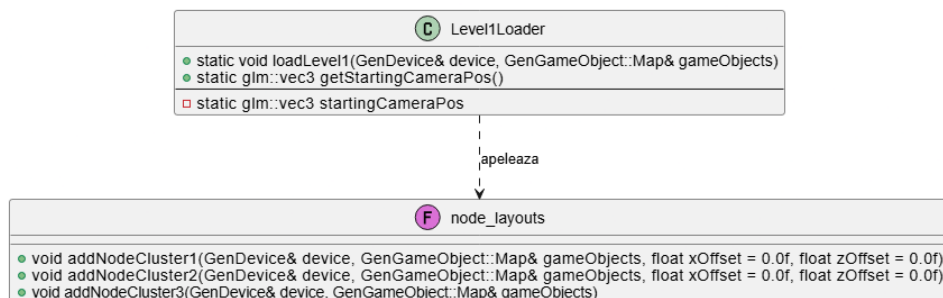 C Level1Loader
static void loadLevel1(GenDevice& device, GenGameObject::Map& gameObjects)
static glm::vec3 getStartingCameraPos()
static glm::vec3 startingCameraPos
apeleaza
F node_layouts
void addNodeCluster1(GenDevice& device, GenGameObject::Map& gameObjects, float xOffset = 0.0f, float zOffset = 0.0f)
void addNodeCluster2(GenDevice& device, GenGameObject::Map& gameObjects, float xOffset = 0.0f, float zOffset = 0.0f)
void addNodeCluster3(GenDevice& device, GenGameObject::Map& gameObjects)